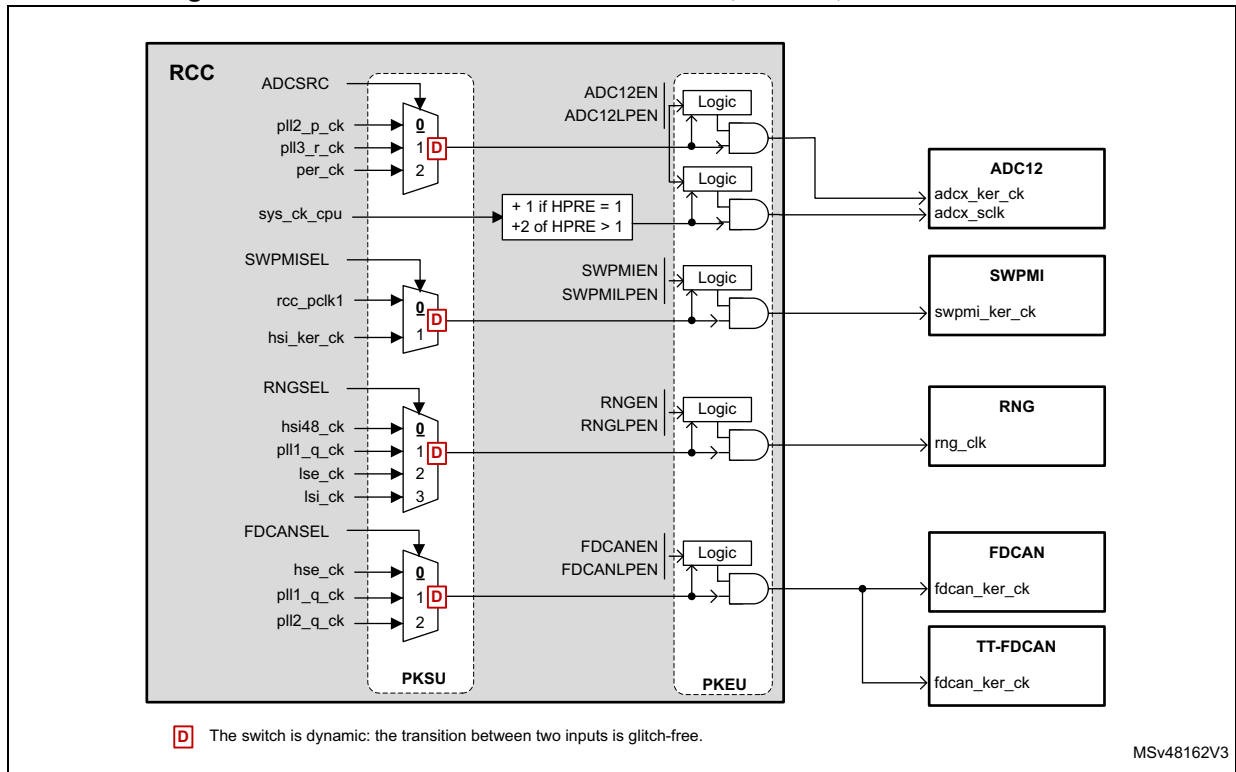 RCC
ADCSRC
pll2_p_ck
pll3_r_ck
per_ck
0
1
2
D
sys_ck_cpu
+ 1 if HPRE = 1
+2 of HPRE > 1
ADC12EN
ADC12LPEN
Logic
Logic
ADC12
adcx_ker_ck
adcx_sclk
SWPMISEL
rcc_pclk1
hsi_ker_ck
0
1
D
SWPMIEN
SWPMILPEN
Logic
SWPMI
swpmi_ker_ck
RNGSEL
hsi48_ck
pll1_q_ck
lse_ck
lsi_ck
0
1
2
3
D
RNGEN
RNGLPEN
Logic
RNG
rng_clk
FDCANSEL
hse_ck
pll1_q_ck
pll2_q_ck
0
1
2
D
FDCANEN
FDCANLPEN
Logic
FDCAN
fdcan_ker_ck
TT-FDCAN
fdcan_ker_ck
PKSU
PKEU
D The switch is dynamic: the transition between two inputs is glitch-free.
MSv48162V3